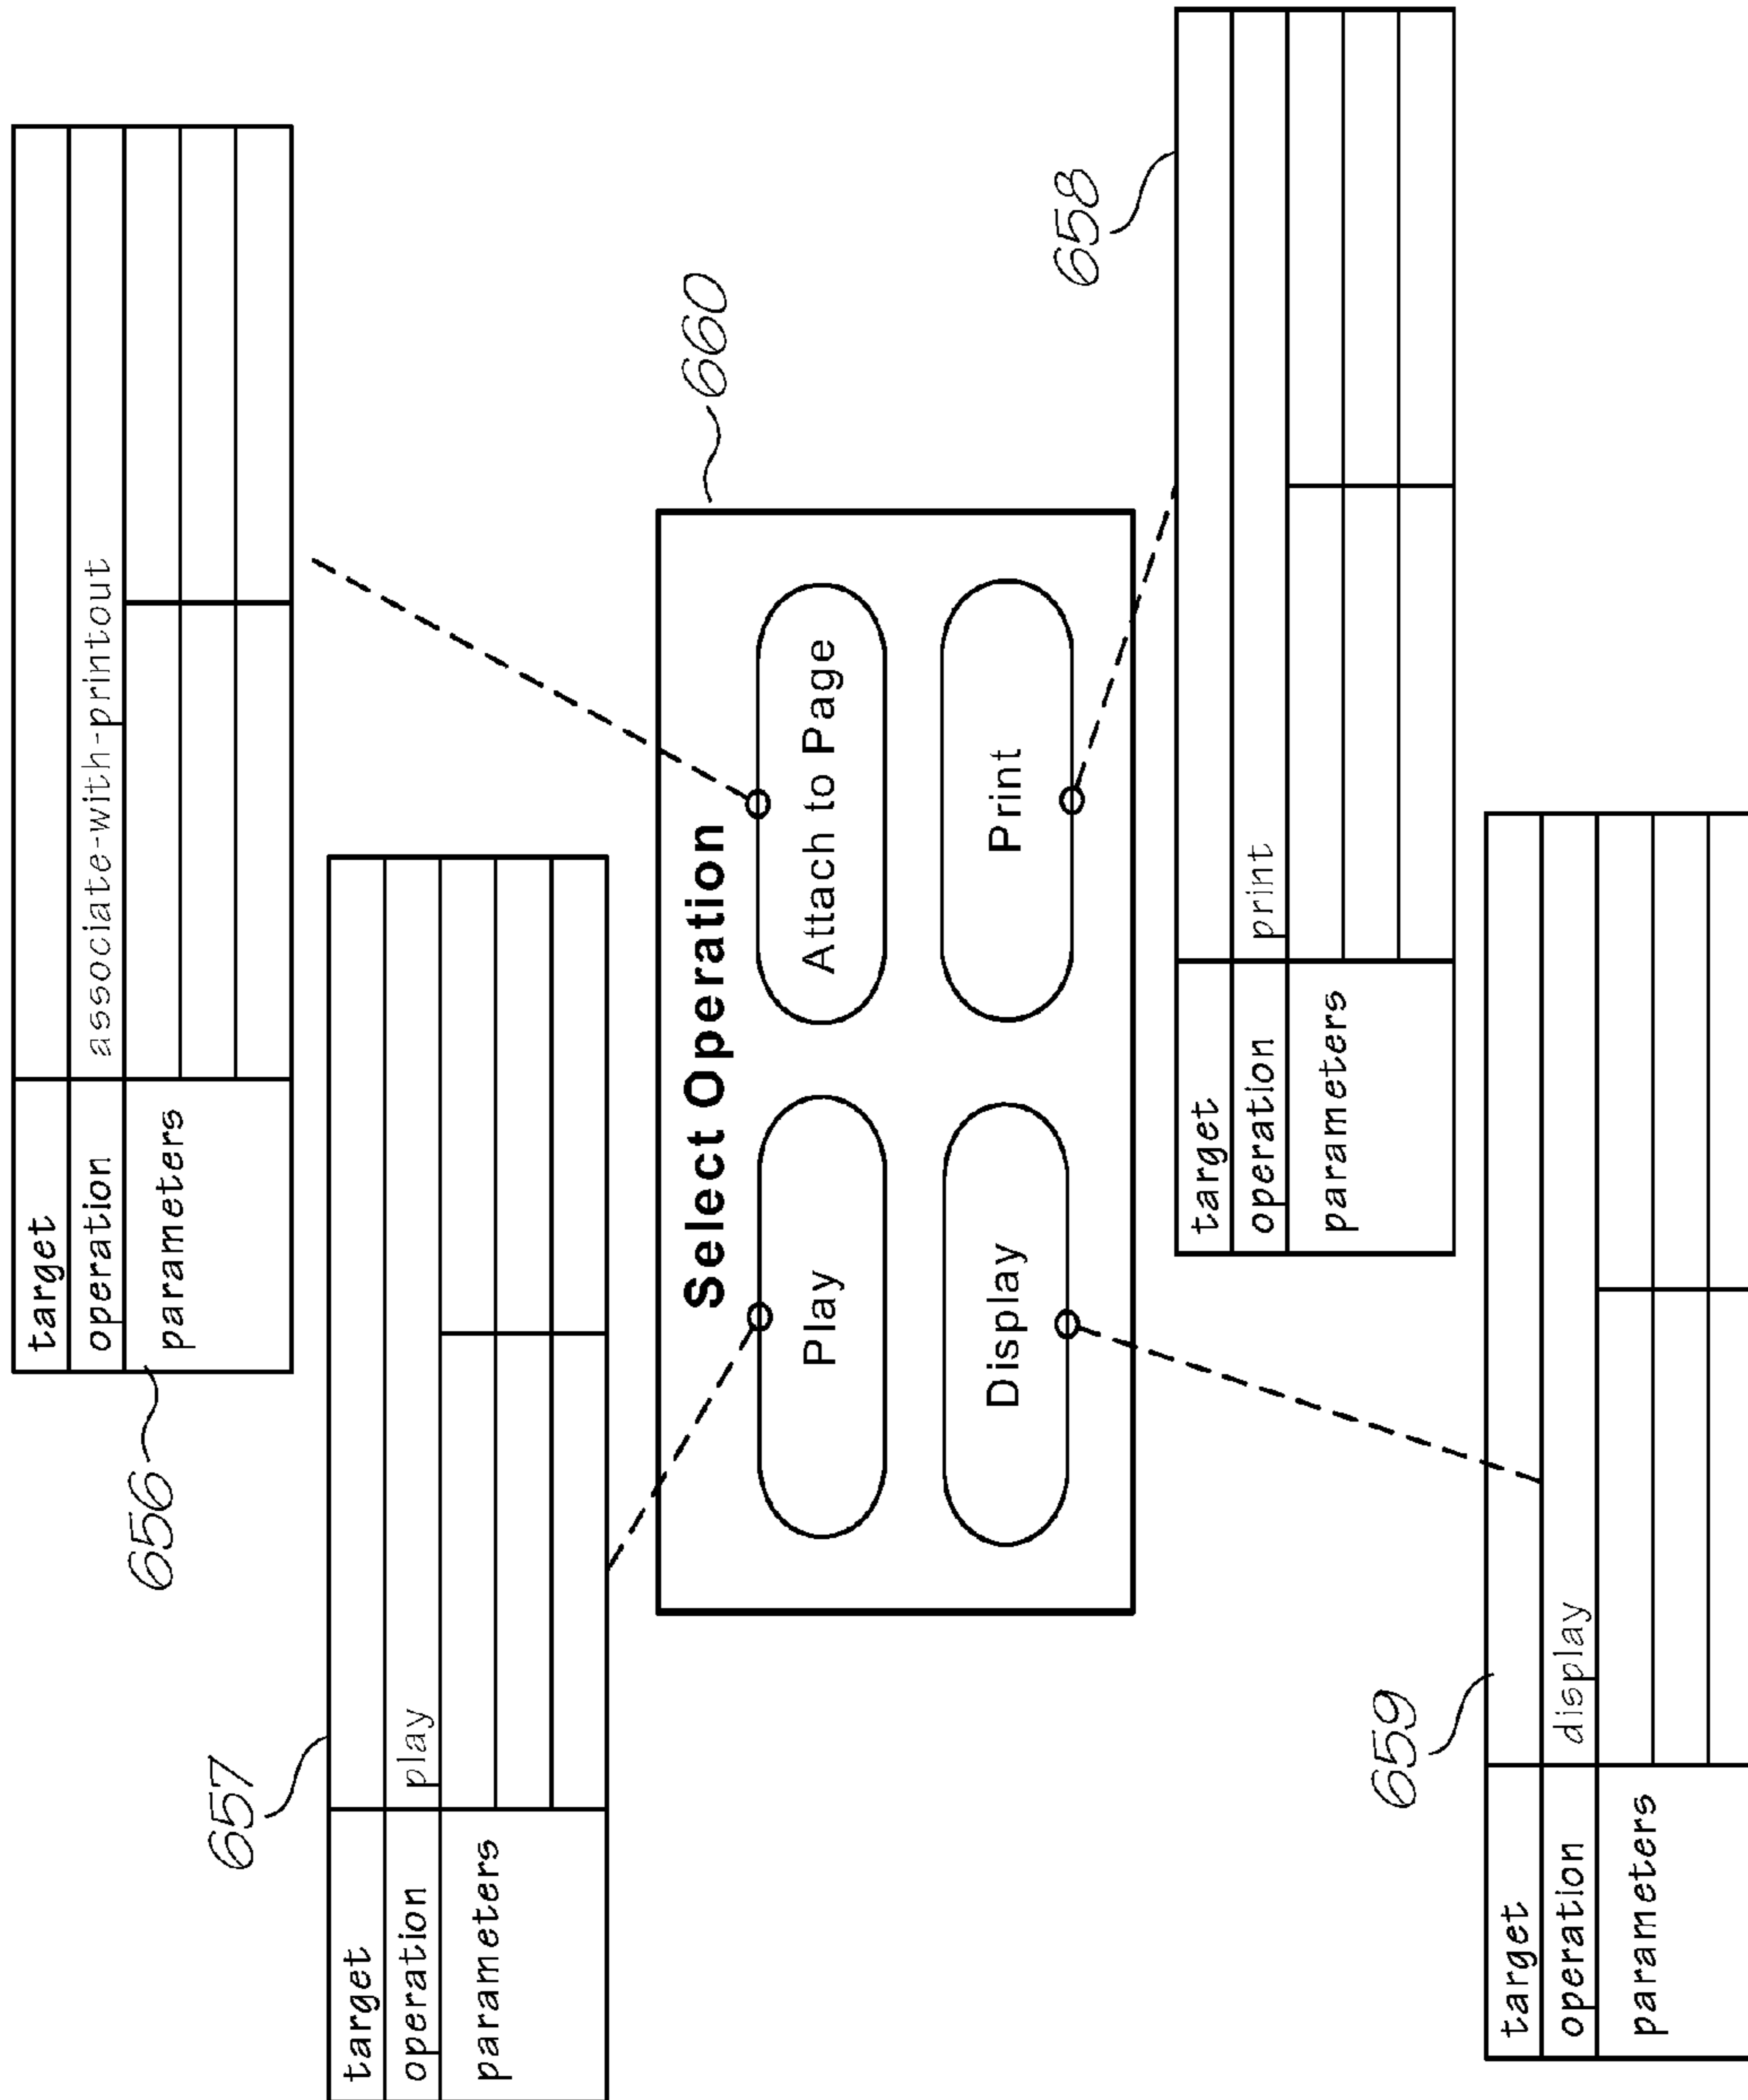 target
operation associate-with-printout
parameters
656
657
target
operation play
parameters
660
Select Operation
Play Attach to Page
Display Print
658
target
operation print
parameters
659
target
operation display
parameters